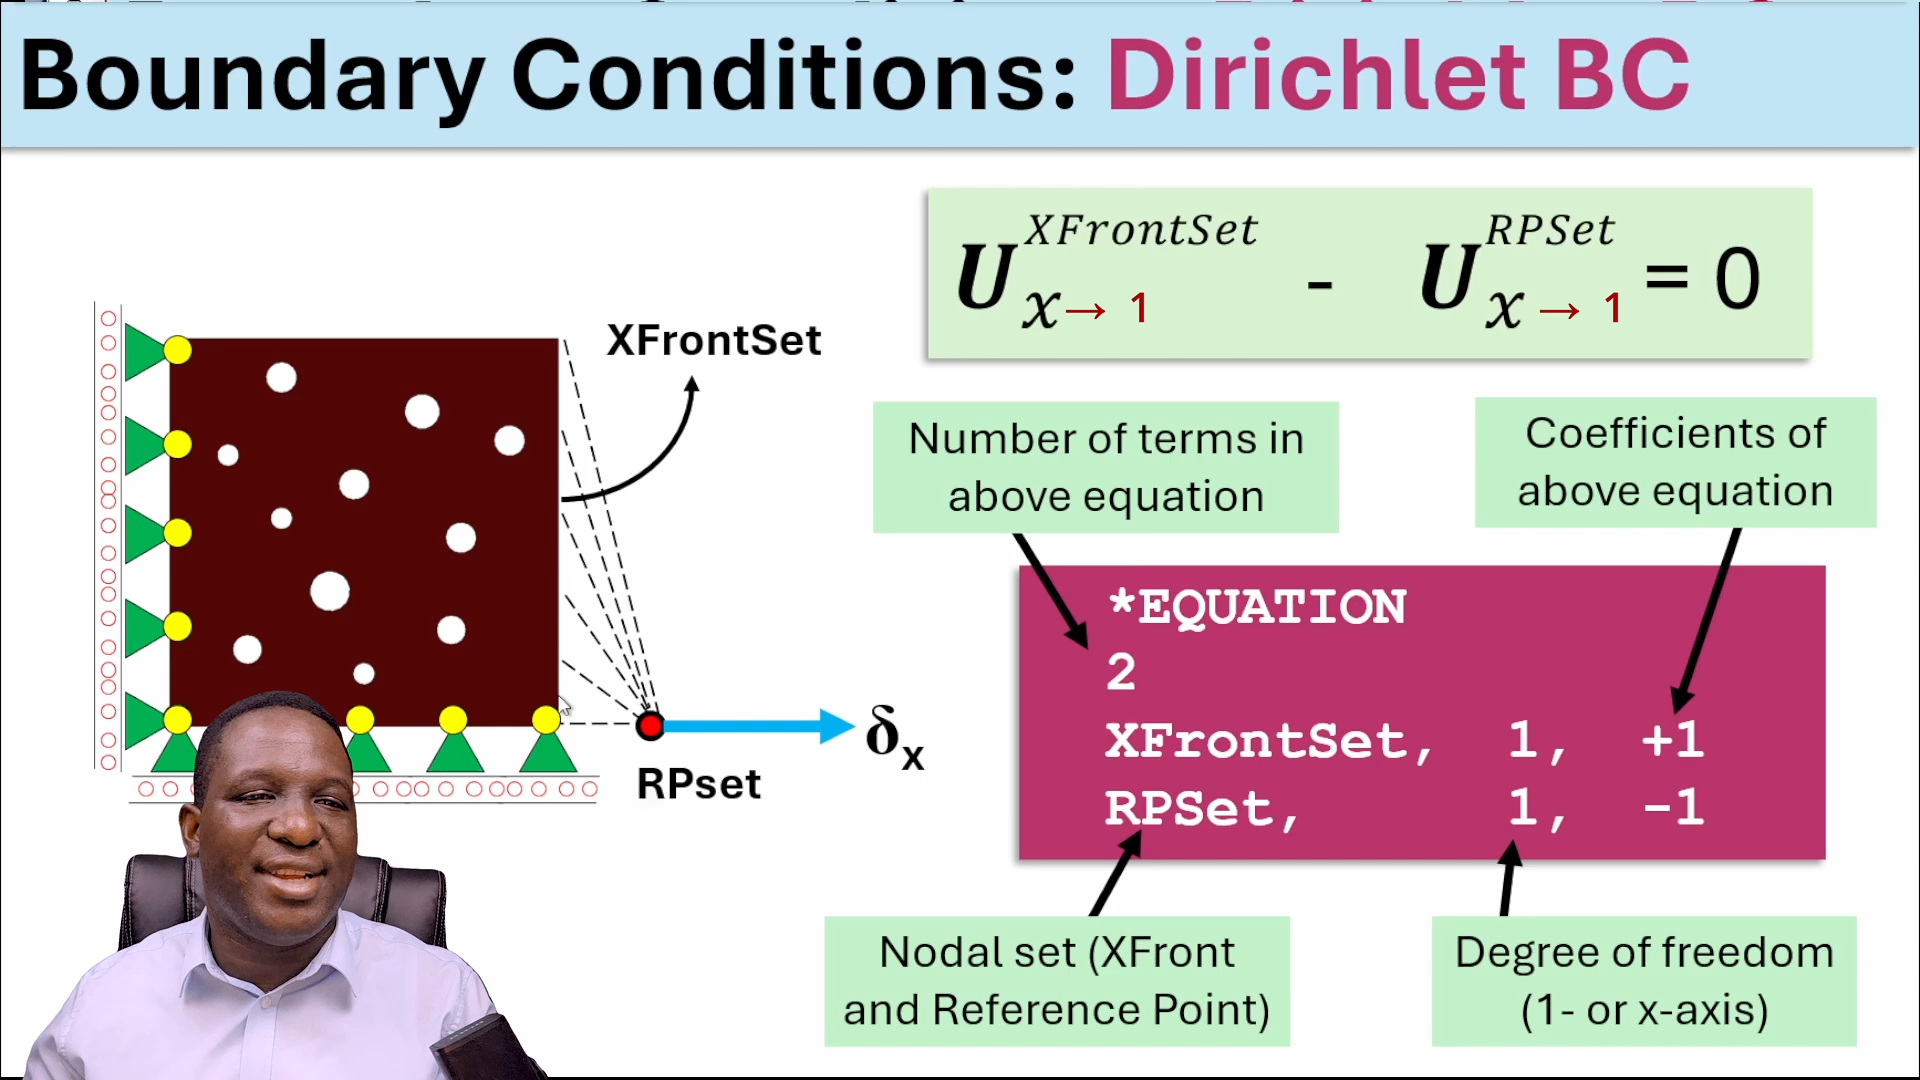 Boundary Conditions: Dirichlet BC
U XFrontSet x→ 1 - U RPSet x → 1 = 0
XFrontSet
Number of terms in
above equation
Coefficients of
above equation
*EQUATION
2
XFrontSet, 1, +1
RPSet, 1, -1
δx
RPset
Nodal set (XFront
and Reference Point)
Degree of freedom
(1- or x-axis)